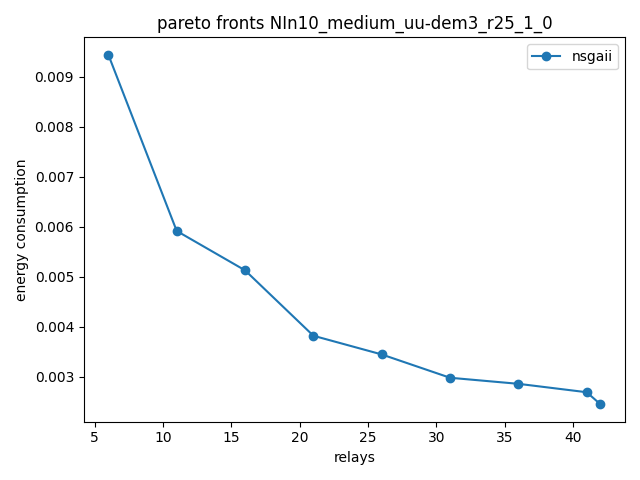 pareto fronts NIn10_medium_uu-dem3_r25_1_0
nsgaii
energy consumption
0.009
0.008
0.007
0.006
0.005
0.004
0.003
5 10 15 20 25 30 35 40
relays